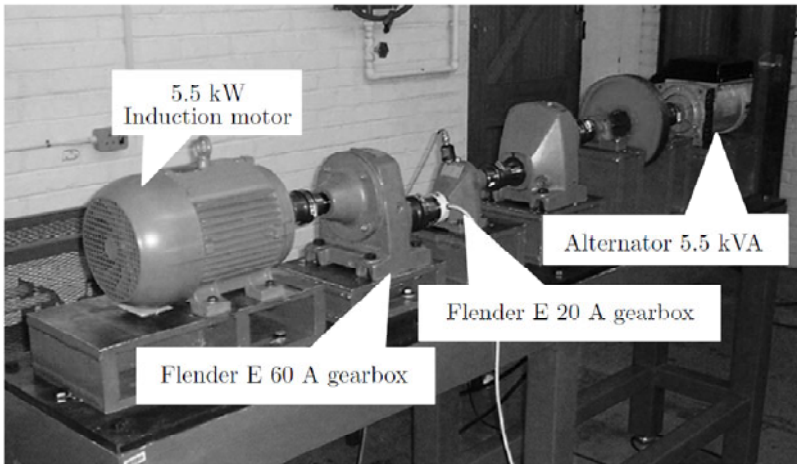 5.5 kW
Induction motor
Alternator 5.5 kVA
Flender E 20 A gearbox
Flender E 60 A gearbox